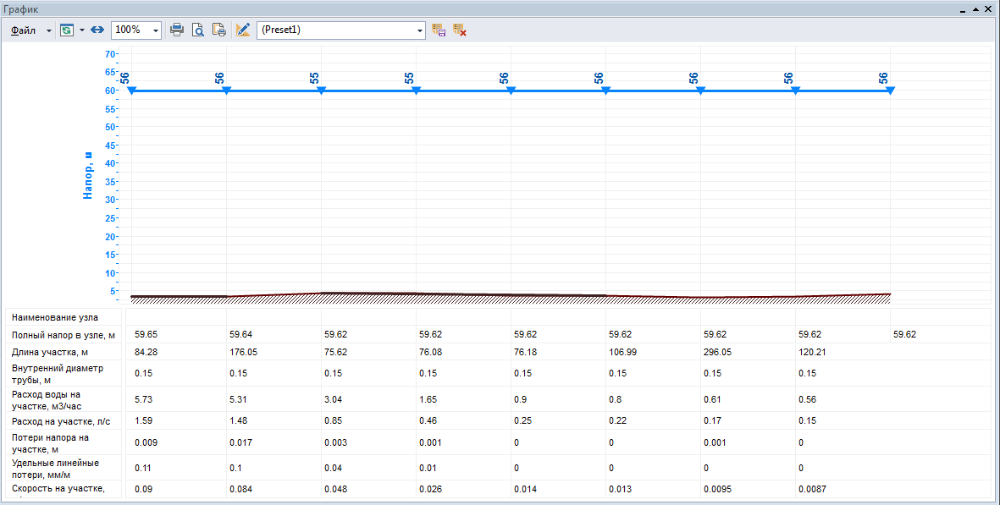 График
Файл 100% (Preset1)
70
65
60
55
50
45
40
35
30
25
20
15
10
5
Напор, м
56 56 55 55 56 56 56 56 56
Наименование узла
Полный напор в узле, м 59.65 59.64 59.62 59.62 59.62 59.62 59.62 59.62 59.62
Длина участка, м 84.28 176.05 75.62 76.08 76.18 106.99 296.05 120.21
Внутренний диаметр
трубы, м 0.15 0.15 0.15 0.15 0.15 0.15 0.15 0.15
Расход воды на
участке, м3/час 5.73 5.31 3.04 1.65 0.9 0.8 0.61 0.56
Расход на участке, л/с 1.59 1.48 0.85 0.46 0.25 0.22 0.17 0.15
Потери напора на
участке, м 0.009 0.017 0.003 0.001 0 0 0.001 0
Удельные линейные
потери, мм/м 0.11 0.1 0.04 0.01 0 0 0 0
Скорость на участке, 0.09 0.084 0.048 0.026 0.014 0.013 0.0095 0.0087